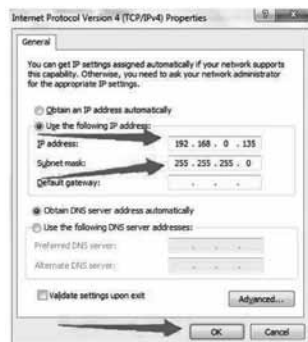 Internet Protocol Version 4 (TCP/IPv4) Properties
General
You can get IP settings assigned automatically if your network supports
this capability. Otherwise, you need to ask your network administrator
for the appropriate IP settings.
Obtain an IP address automatically
Use the following IP address:
IP address: 192 . 168 . 0 . 135
Subnet mask: 255 . 255 . 255 . 0
Default gateway: . . .
Obtain DNS server address automatically
Use the following DNS server addresses:
Preferred DNS server: . . .
Alternate DNS server: . . .
Validate settings upon exit
Advanced...
OK Cancel